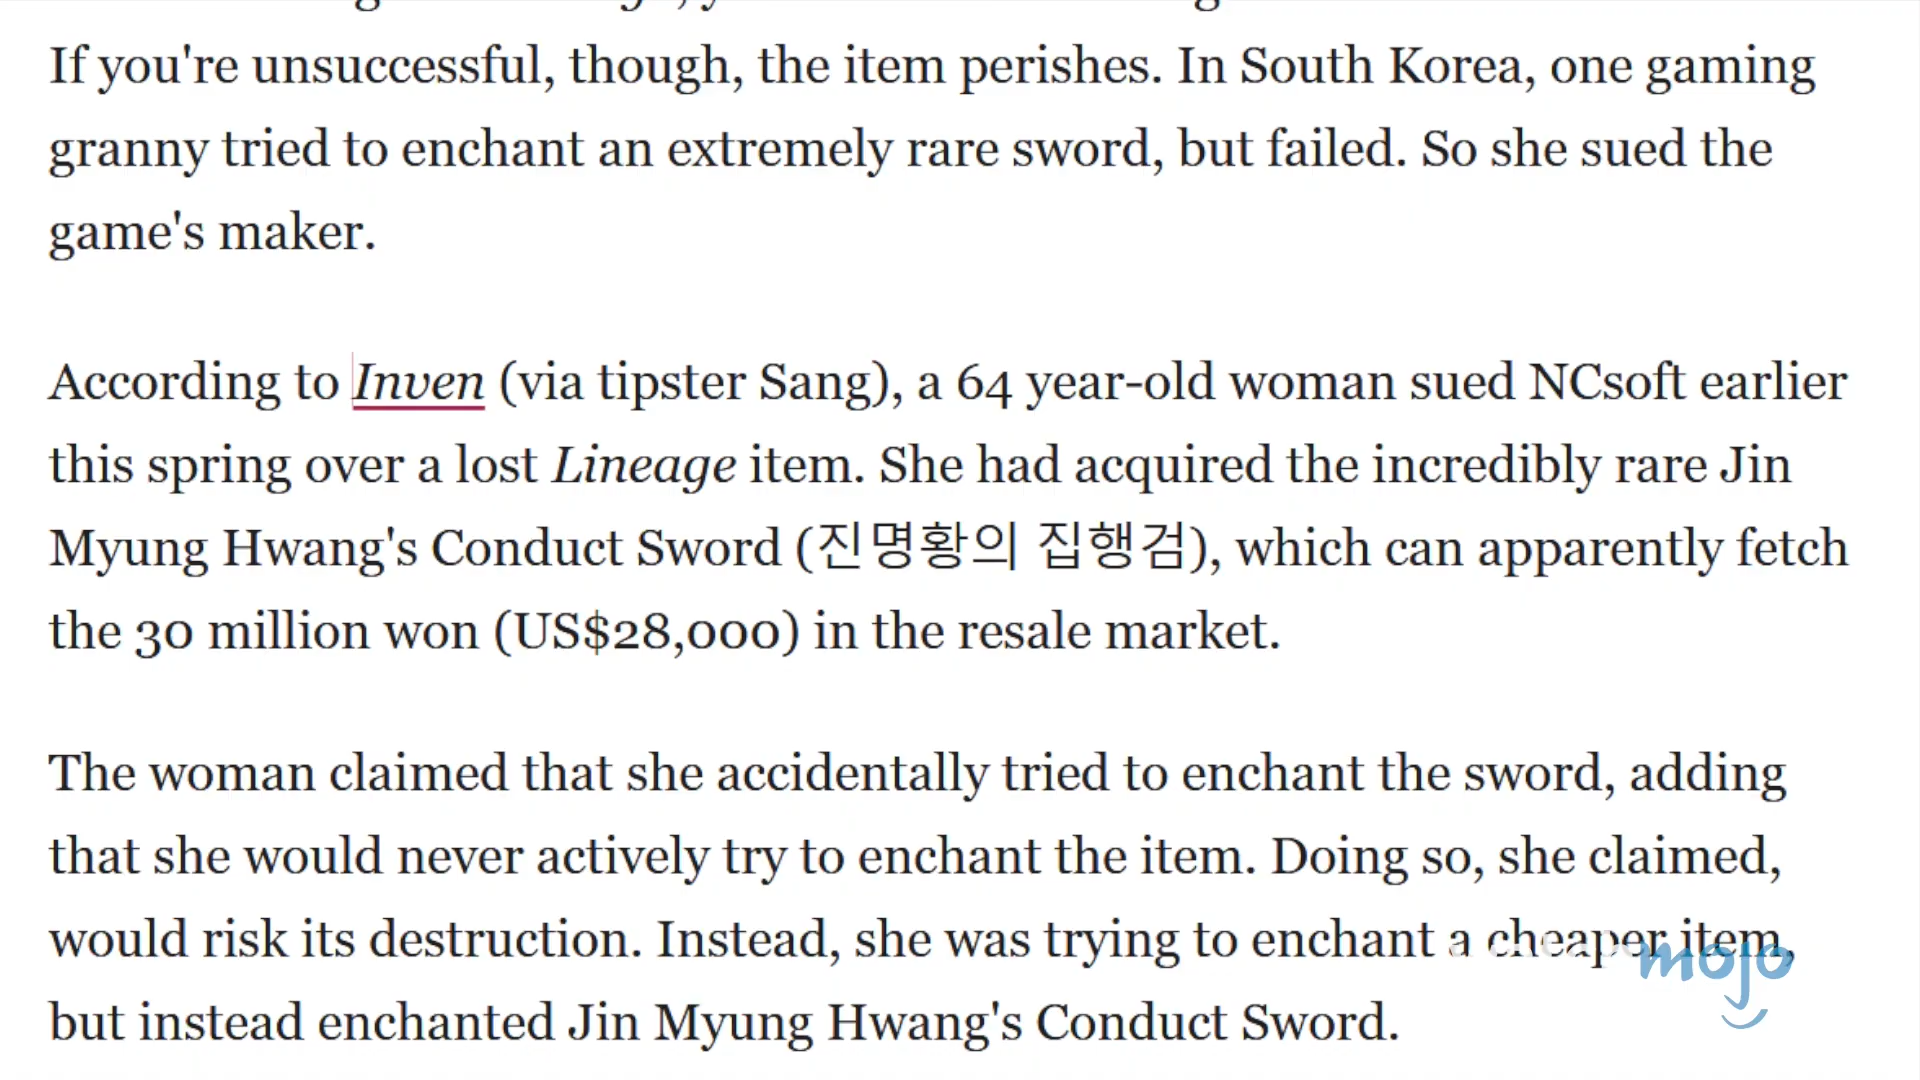 If you're unsuccessful, though, the item perishes. In South Korea, one gaming
granny tried to enchant an extremely rare sword, but failed. So she sued the
game's maker.
According to Inven (via tipster Sang), a 64 year-old woman sued NCsoft earlier
this spring over a lost Lineage item. She had acquired the incredibly rare Jin
Myung Hwang's Conduct Sword (진명황의 집행검), which can apparently fetch
the 30 million won (US$28,000) in the resale market.
The woman claimed that she accidentally tried to enchant the sword, adding
that she would never actively try to enchant the item. Doing so, she claimed,
would risk its destruction. Instead, she was trying to enchant a cheaper item,
but instead enchanted Jin Myung Hwang's Conduct Sword.
mojo